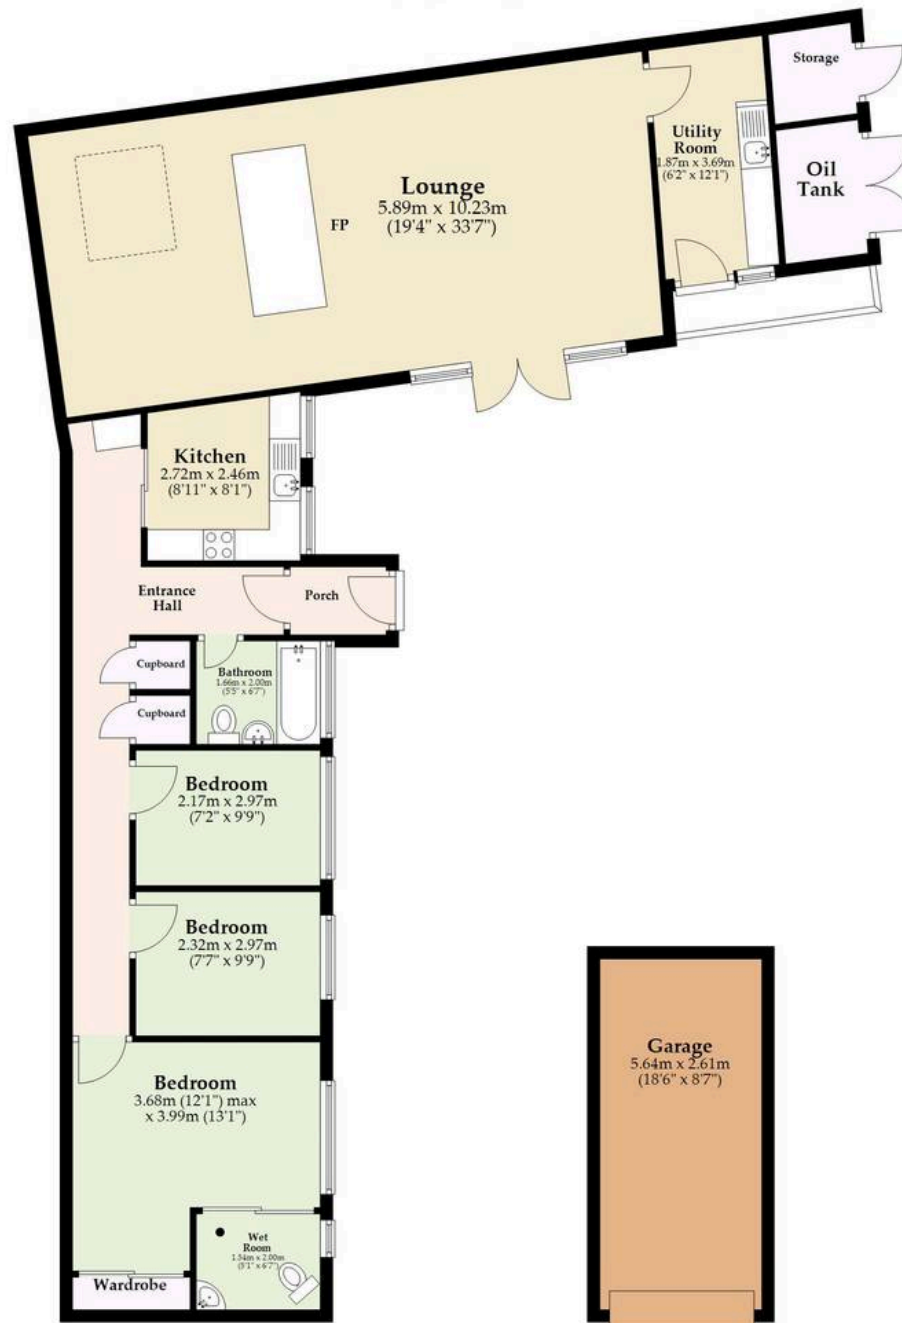 Storage
Utility
Room
1.87m x 3.69m
(6'2" x 12'1")
Oil
Tank
Lounge
5.89m x 10.23m
(19'4" x 33'7")
FP
Kitchen
2.72m x 2.46m
(8'11" x 8'1")
Entrance
Hall
Porch
Cupboard
Bathroom
1.66m x 2.00m
(5'5" x 6'7")
Cupboard
Bedroom
2.17m x 2.97m
(7'2" x 9'9")
Bedroom
2.32m x 2.97m
(7'7" x 9'9")
Bedroom
3.68m (12'1") max
x 3.99m (13'1")
Wet
Room
1.54m x 2.00m
(5'1" x 6'7")
Wardrobe
Garage
5.64m x 2.61m
(18'6" x 8'7")